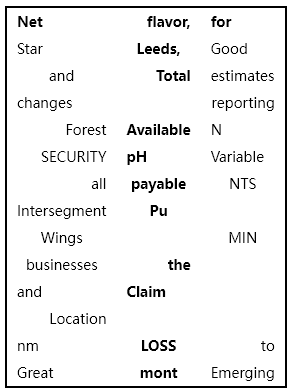 Net flavor, for
Star Leeds, Good
and Total estimates
changes reporting
Forest Available N
SECURITY pH Variable
all payable NTS
Intersegment Pu
Wings MIN
businesses the
and Claim
Location
nm LOSS to
Great mont Emerging